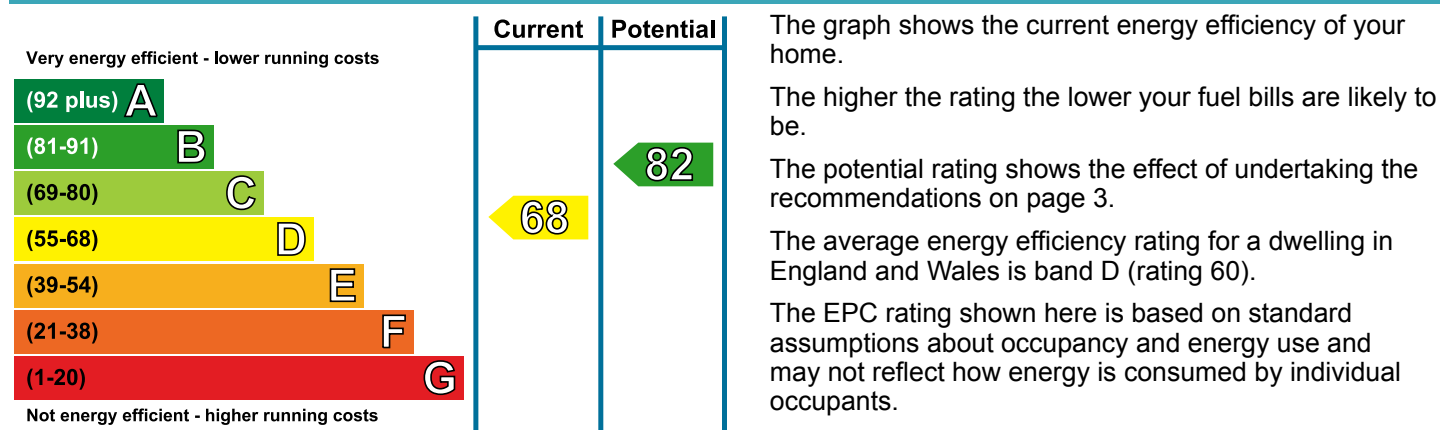 Current Potential
Very energy efficient - lower running costs
(92 plus) A
(81-91) B
(69-80) C
(55-68) D
(39-54) E
(21-38) F
(1-20) G
Not energy efficient - higher running costs
82
68
The graph shows the current energy efficiency of your
home.
The higher the rating the lower your fuel bills are likely to
be.
The potential rating shows the effect of undertaking the
recommendations on page 3.
The average energy efficiency rating for a dwelling in
England and Wales is band D (rating 60).
The EPC rating shown here is based on standard
assumptions about occupancy and energy use and
may not reflect how energy is consumed by individual
occupants.